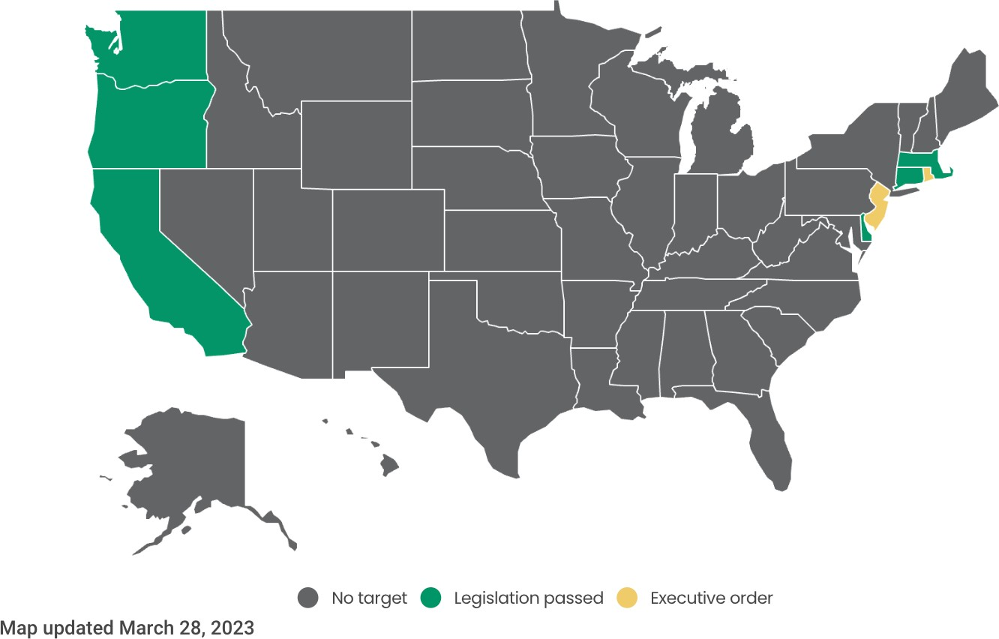 No target Legislation passed Executive order
Map updated March 28, 2023